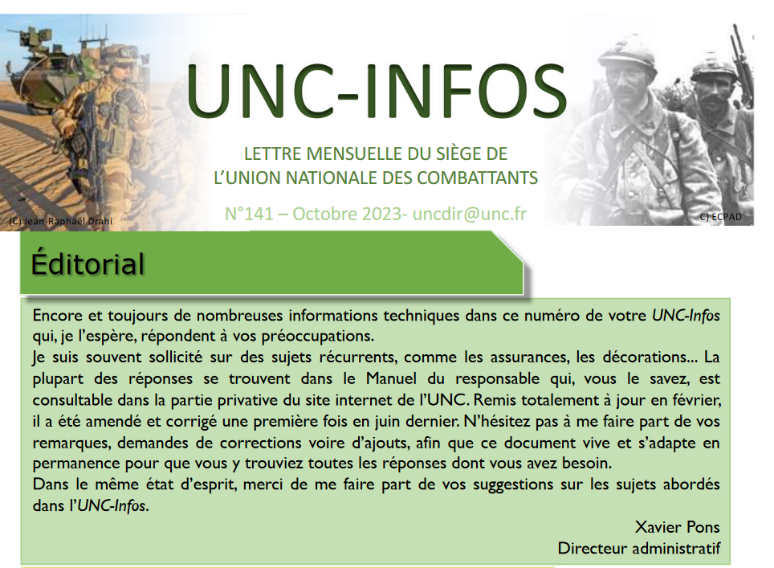 UNC-INFOS
LETTRE MENSUELLE DU SIÈGE DE
L'UNION NATIONALE DES COMBATTANTS
N°141 – Octobre 2023- uncdir@unc.fr
(C) Jean-Raphaël Drahi
C) ECPAD
Éditorial
Encore et toujours de nombreuses informations techniques dans ce numéro de votre UNC-Infos
qui, je l'espère, répondent à vos préoccupations.
Je suis souvent sollicité sur des sujets récurrents, comme les assurances, les décorations... La
plupart des réponses se trouvent dans le Manuel du responsable qui, vous le savez, est
consultable dans la partie privative du site internet de l'UNC. Remis totalement à jour en février,
il a été amendé et corrigé une première fois en juin dernier. N'hésitez pas à me faire part de vos
remarques, demandes de corrections voire d'ajouts, afin que ce document vive et s'adapte en
permanence pour que vous y trouviez toutes les réponses dont vous avez besoin.
Dans le même état d'esprit, merci de me faire part de vos suggestions sur les sujets abordés
dans l'UNC-Infos.
Xavier Pons
Directeur administratif